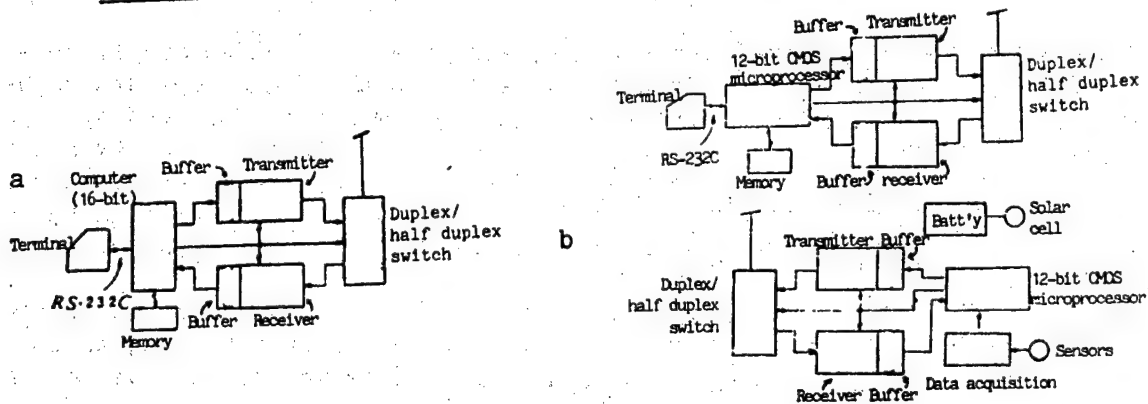 a
Computer
(16-bit)
Buffer Transmitter
Terminal
RS-232C
Memory
Buffer Receiver
Duplex/
half duplex
switch
b
Buffer Transmitter
12-bit CMOS
microprocessor
Terminal
RS-232C
Memory
Buffer receiver
Duplex/
half duplex
switch
Batt'y
Solar
cell
Transmitter Buffer
Duplex/
half duplex
switch
12-bit CMOS
microprocessor
Receiver Buffer
Data acquisition
Sensors